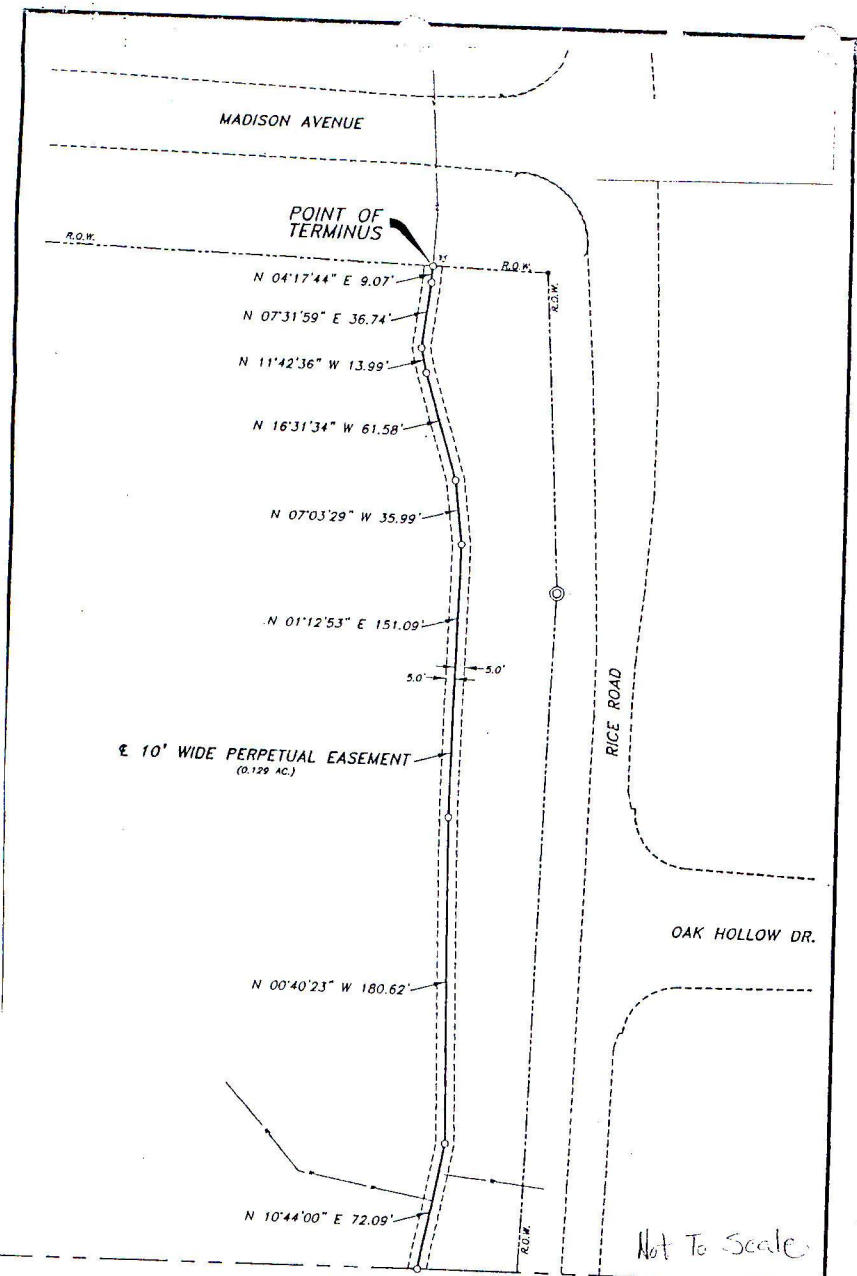 MADISON AVENUE
POINT OF
TERMINUS
R.O.W.
R.O.W.
R.O.W.
N 04°17'44" E 9.07'
N 07°31'59" E 36.74'
N 11°42'36" W 13.99'
N 16°31'34" W 61.58'
N 07°03'29" W 35.99'
N 01°12'53" E 151.09'
5.0'
5.0'
RICE ROAD
℄ 10' WIDE PERPETUAL EASEMENT
(0.129 AC.)
OAK HOLLOW DR.
N 00°40'23" W 180.62'
N 10°44'00" E 72.09'
R.O.W.
Not To Scale